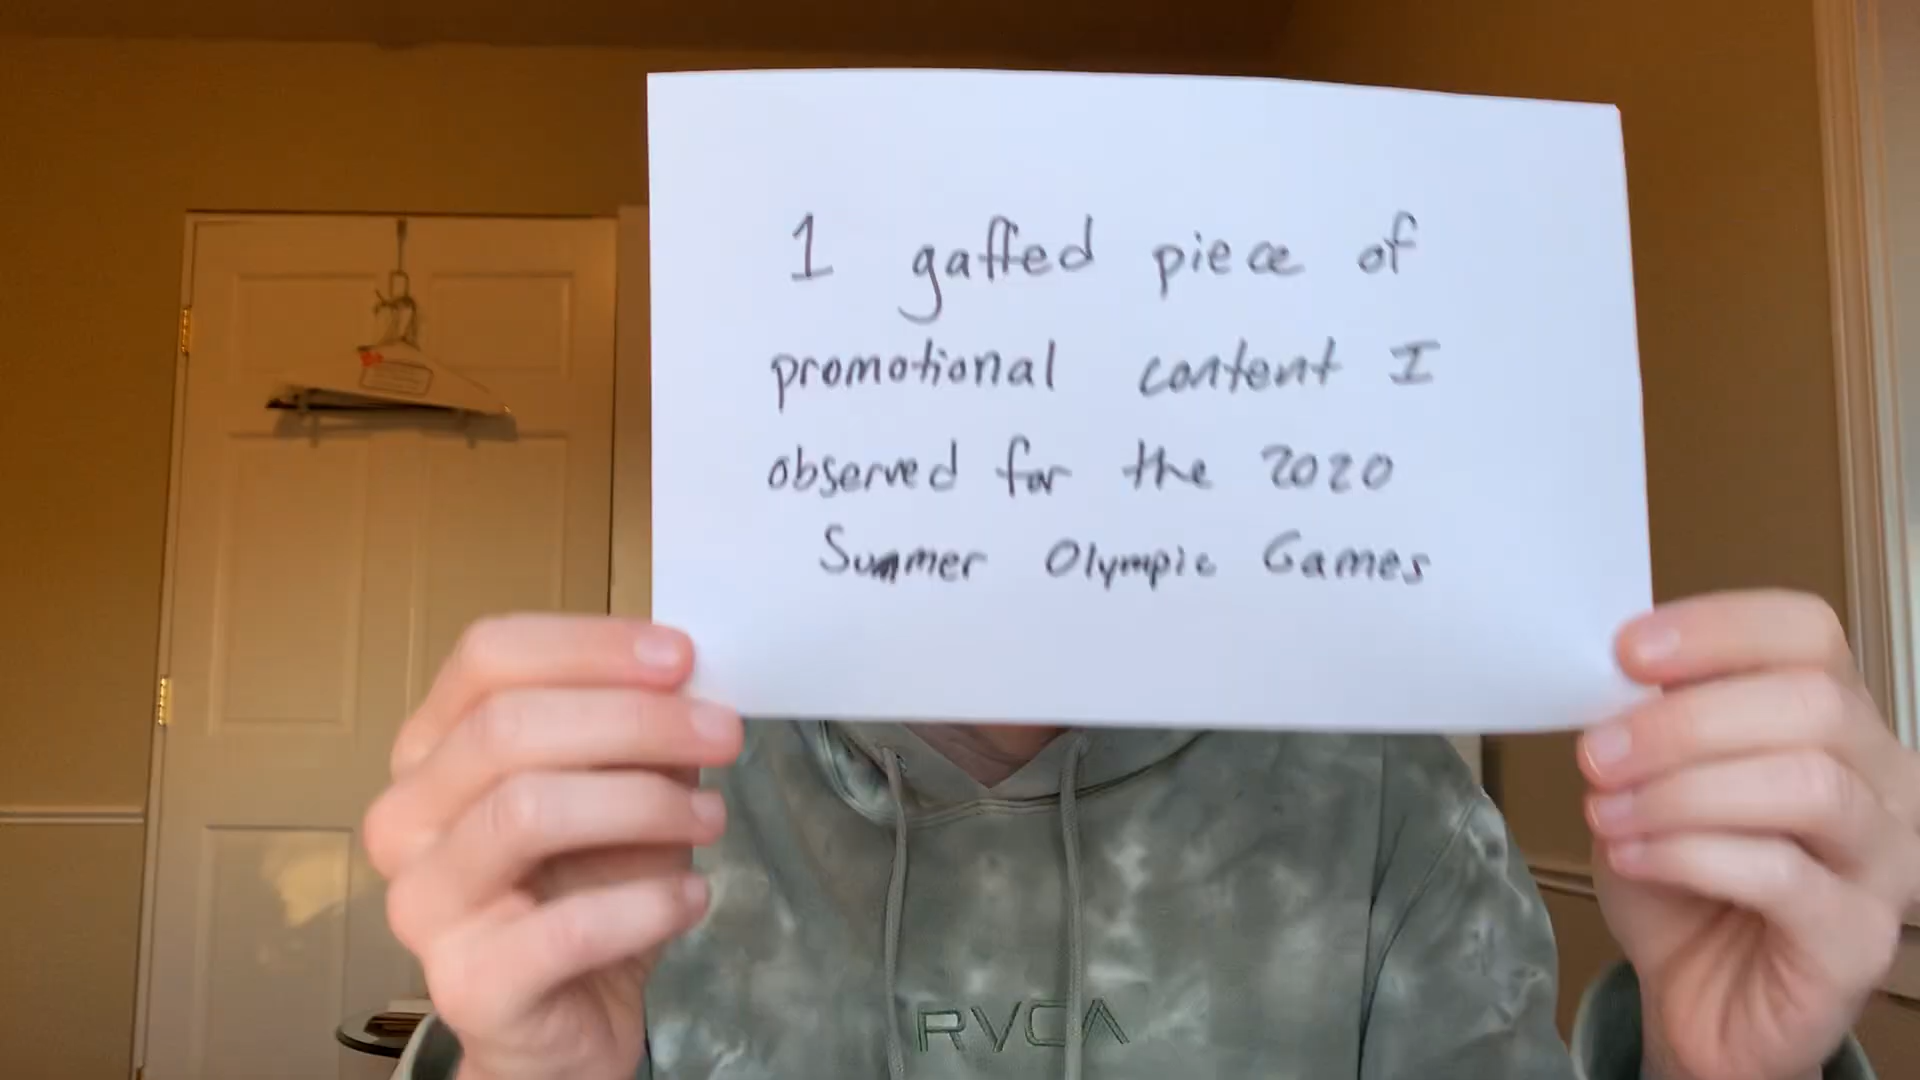 1 gaffed piece of
promotional content I
observed for the 2020
Summer Olympic Games
RVCA